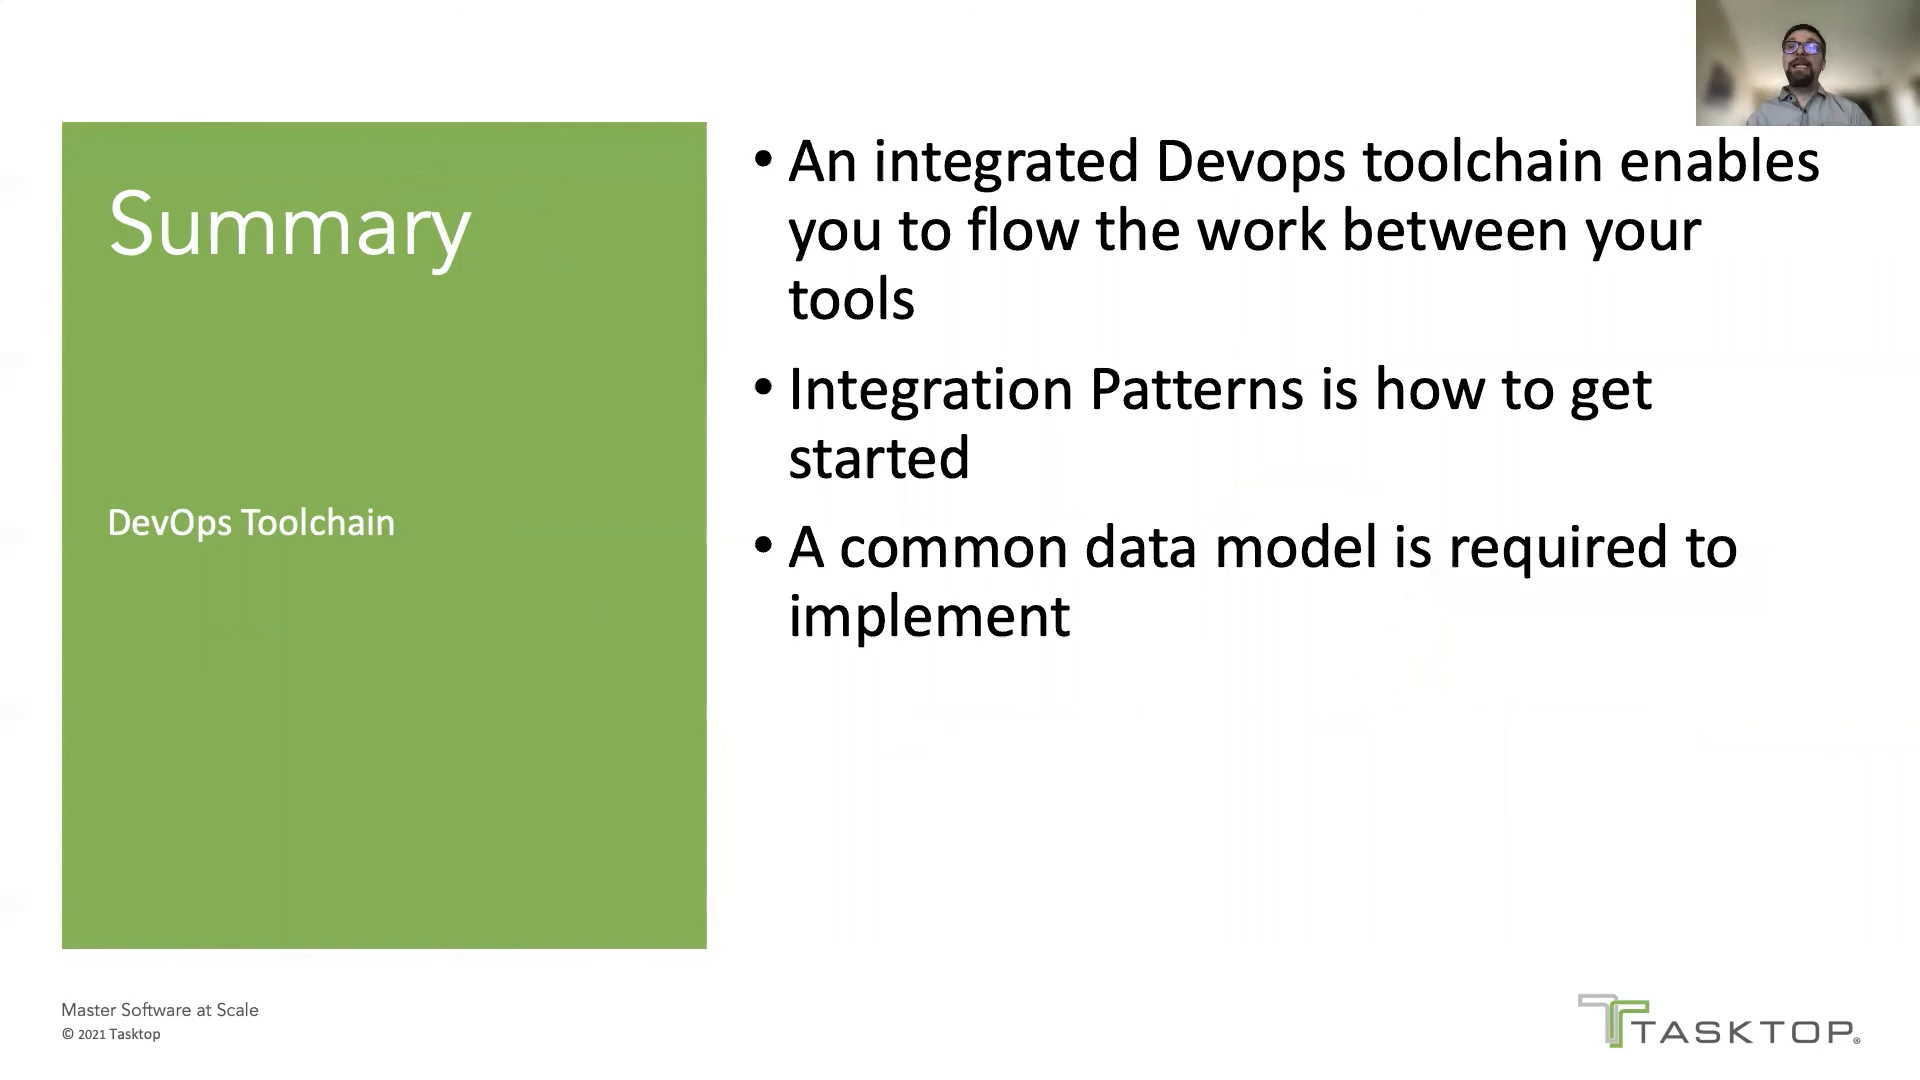 Summary
DevOps Toolchain
• An integrated Devops toolchain enables
you to flow the work between your
tools
• Integration Patterns is how to get
started
• A common data model is required to
implement
Master Software at Scale
© 2021 Tasktop
TASKTOP®